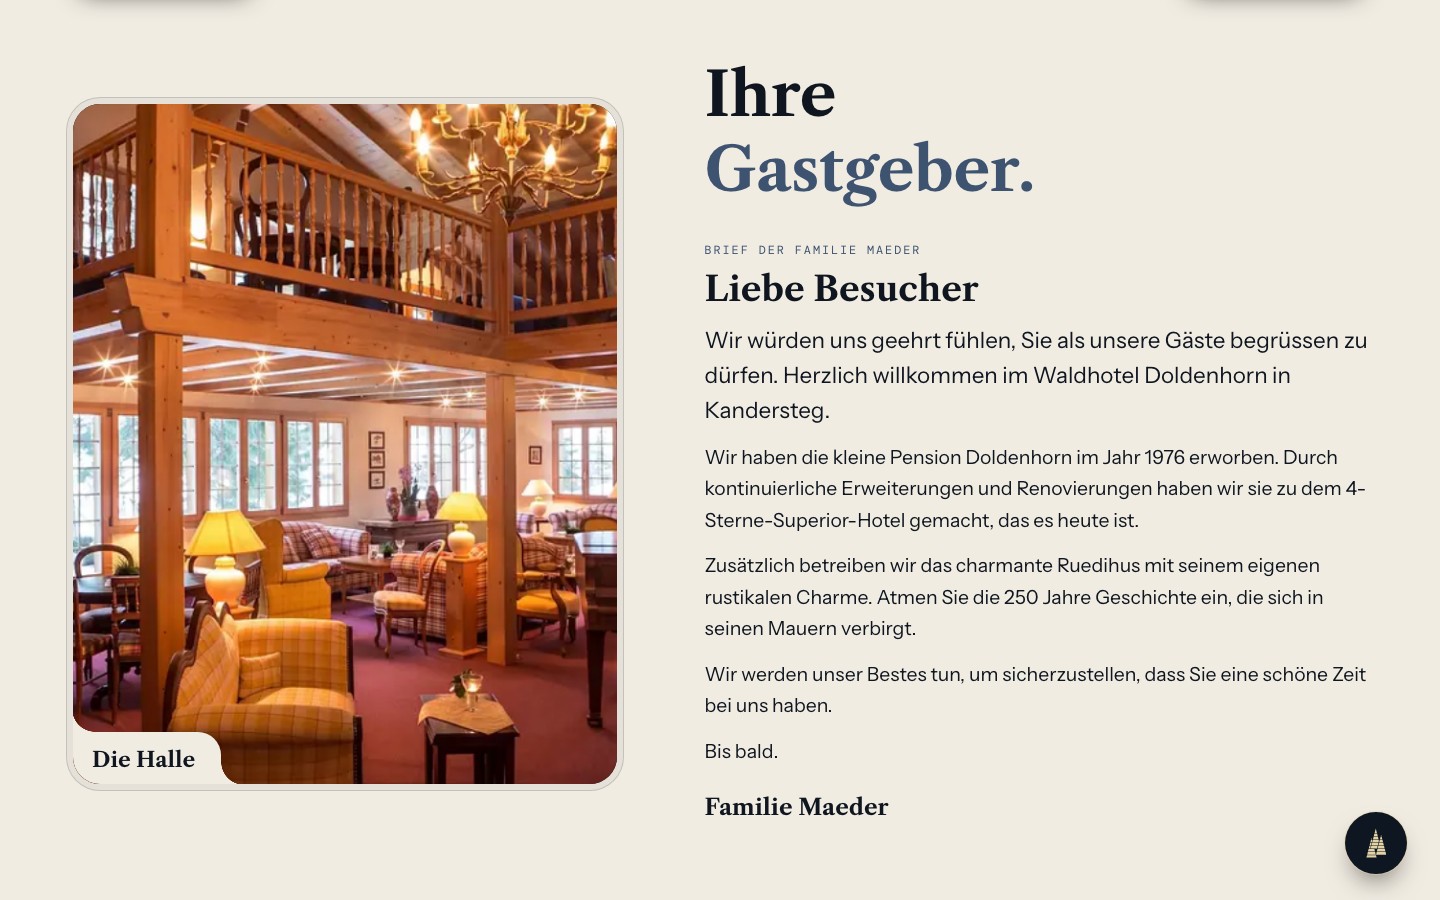 Ihre
Gastgeber.
BRIEF DER FAMILIE MAEDER
Liebe Besucher
Wir würden uns geehrt fühlen, Sie als unsere Gäste begrüssen zu
dürfen. Herzlich willkommen im Waldhotel Doldenhorn in
Kandersteg.
Wir haben die kleine Pension Doldenhorn im Jahr 1976 erworben. Durch
kontinuierliche Erweiterungen und Renovierungen haben wir sie zu dem 4-
Sterne-Superior-Hotel gemacht, das es heute ist.
Zusätzlich betreiben wir das charmante Ruedihus mit seinem eigenen
rustikalen Charme. Atmen Sie die 250 Jahre Geschichte ein, die sich in
seinen Mauern verbirgt.
Wir werden unser Bestes tun, um sicherzustellen, dass Sie eine schöne Zeit
bei uns haben.
Bis bald.
Familie Maeder
Die Halle